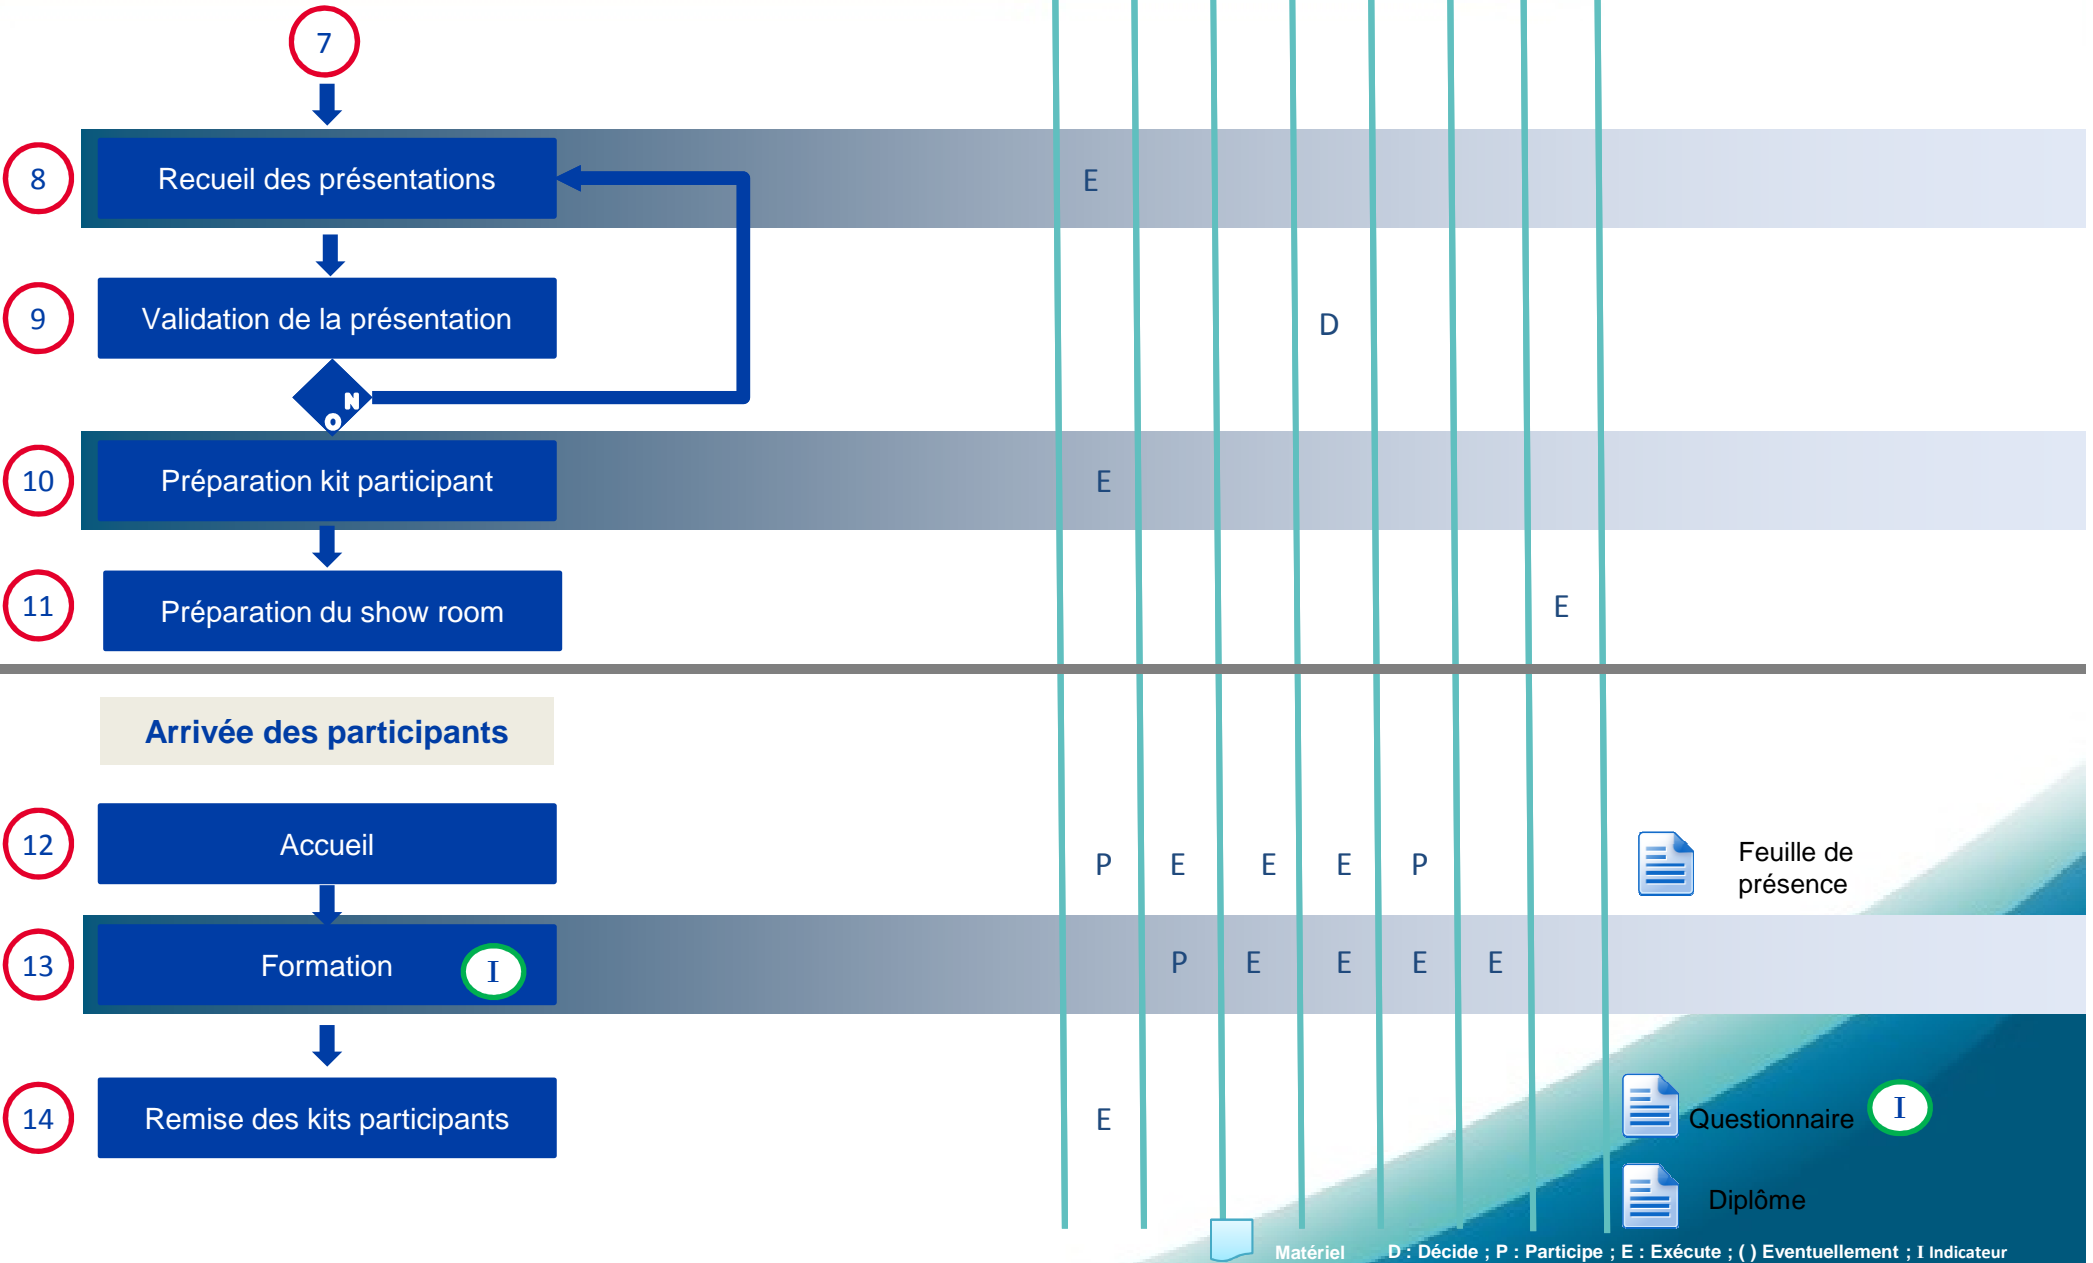 7
8
Recueil des présentations
E
9
Validation de la présentation
D
N
O
10
Préparation kit participant
E
11
Préparation du show room
E
Arrivée des participants
12
Accueil
P E E E P
Feuille de
présence
13
Formation
I
P E E E E
14
Remise des kits participants
E
Questionnaire
I
Diplôme
Matériel
D : Décide ; P : Participe ; E : Exécute ; ( ) Eventuellement ; I Indicateur